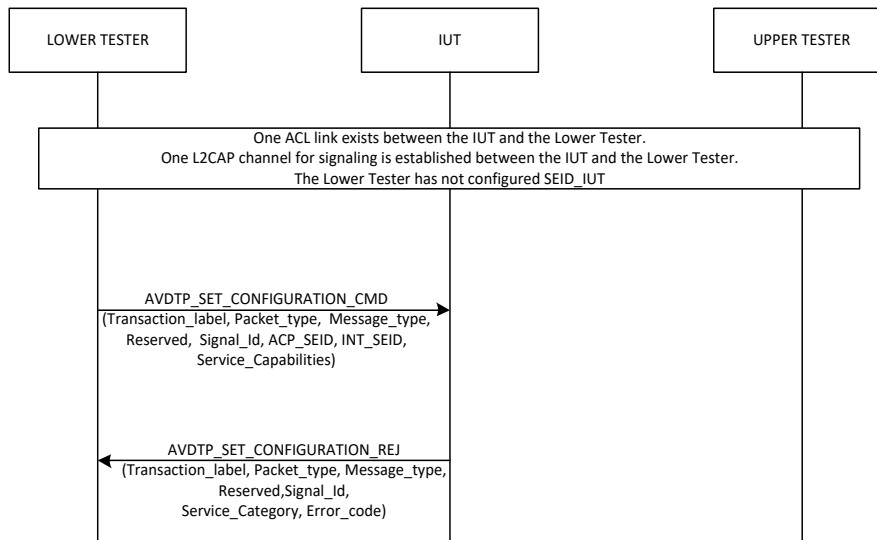 LOWER TESTER
IUT
UPPER TESTER
One ACL link exists between the IUT and the Lower Tester.
One L2CAP channel for signaling is established between the IUT and the Lower Tester.
The Lower Tester has not configured SEID_IUT
AVDTP_SET_CONFIGURATION_CMD
(Transaction_label, Packet_type, Message_type,
Reserved, Signal_Id, ACP_SEID, INT_SEID,
Service_Capabilities)
AVDTP_SET_CONFIGURATION_REJ
(Transaction_label, Packet_type, Message_type,
Reserved,Signal_Id,
Service_Category, Error_code)